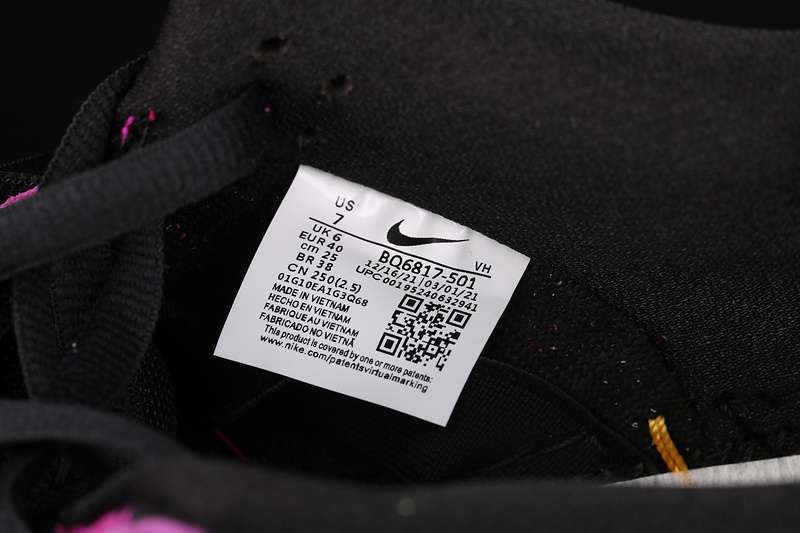 US
7
UK 6
EUR 40
cm 25
BR 38
CN 250(2.5)
01G10EA1G3Q68
VH
BQ6817-501
12/16/21 03/01/21
UPC:00195240632941
MADE IN VIETNAM
HECHO EN VIETNAM
FABRIQUE AU VIETNAM
FABRICADO NO VIETNÃ
This product is covered by one or more patents:
www.nike.com/patentsvirtualmarking